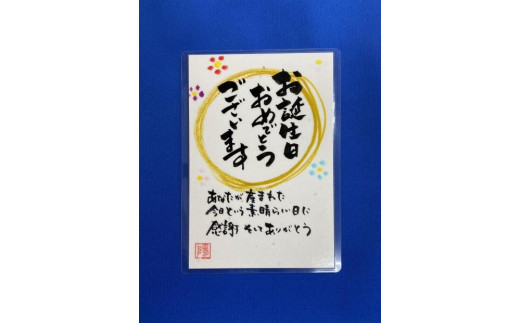 お誕生日
おめでとう
ございます
あなたが産まれた
今日という素晴らしい日に
感謝そしてありがとう